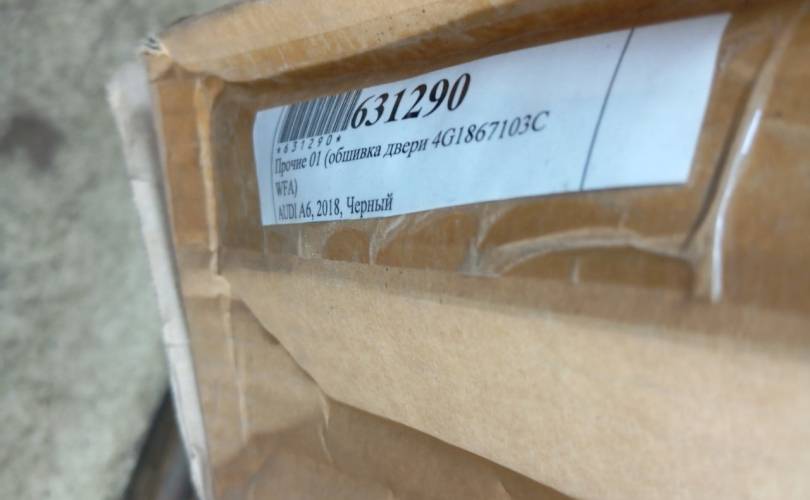 631290
*631290*
Прочие 01 (обшивка двери 4G1867103C
WFA)
AUDI A6, 2018, Черный